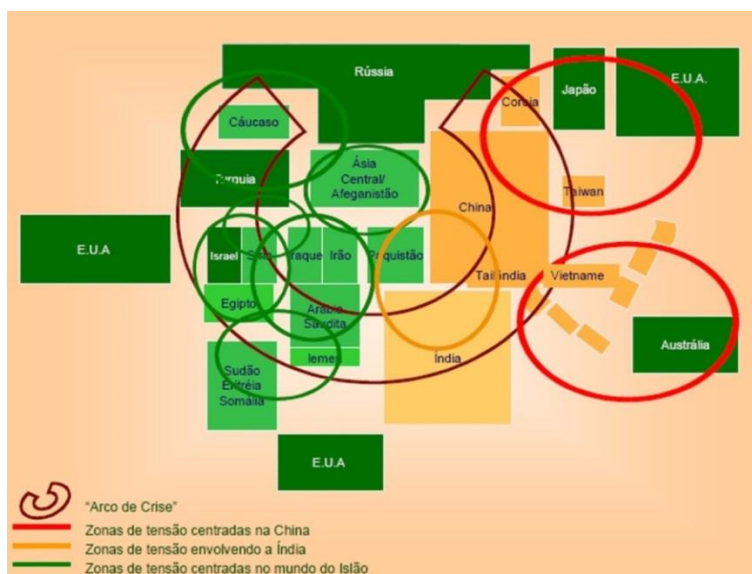 Rússia
Coreia
Japão
E.U.A.
Cáucaso
Turquia
Ásia
Central/
Afeganistão
China
Taiwan
E.U.A
Israel
Síria
Iraque
Irão
Paquistão
Tailândia
Vietname
Egipto
Arábia
Saudita
Iemen
Índia
Austrália
Sudão
Eritréia
Somália
E.U.A
“Arco de Crise”
Zonas de tensão centradas na China
Zonas de tensão envolvendo a Índia
Zonas de tensão centradas no mundo do Islão